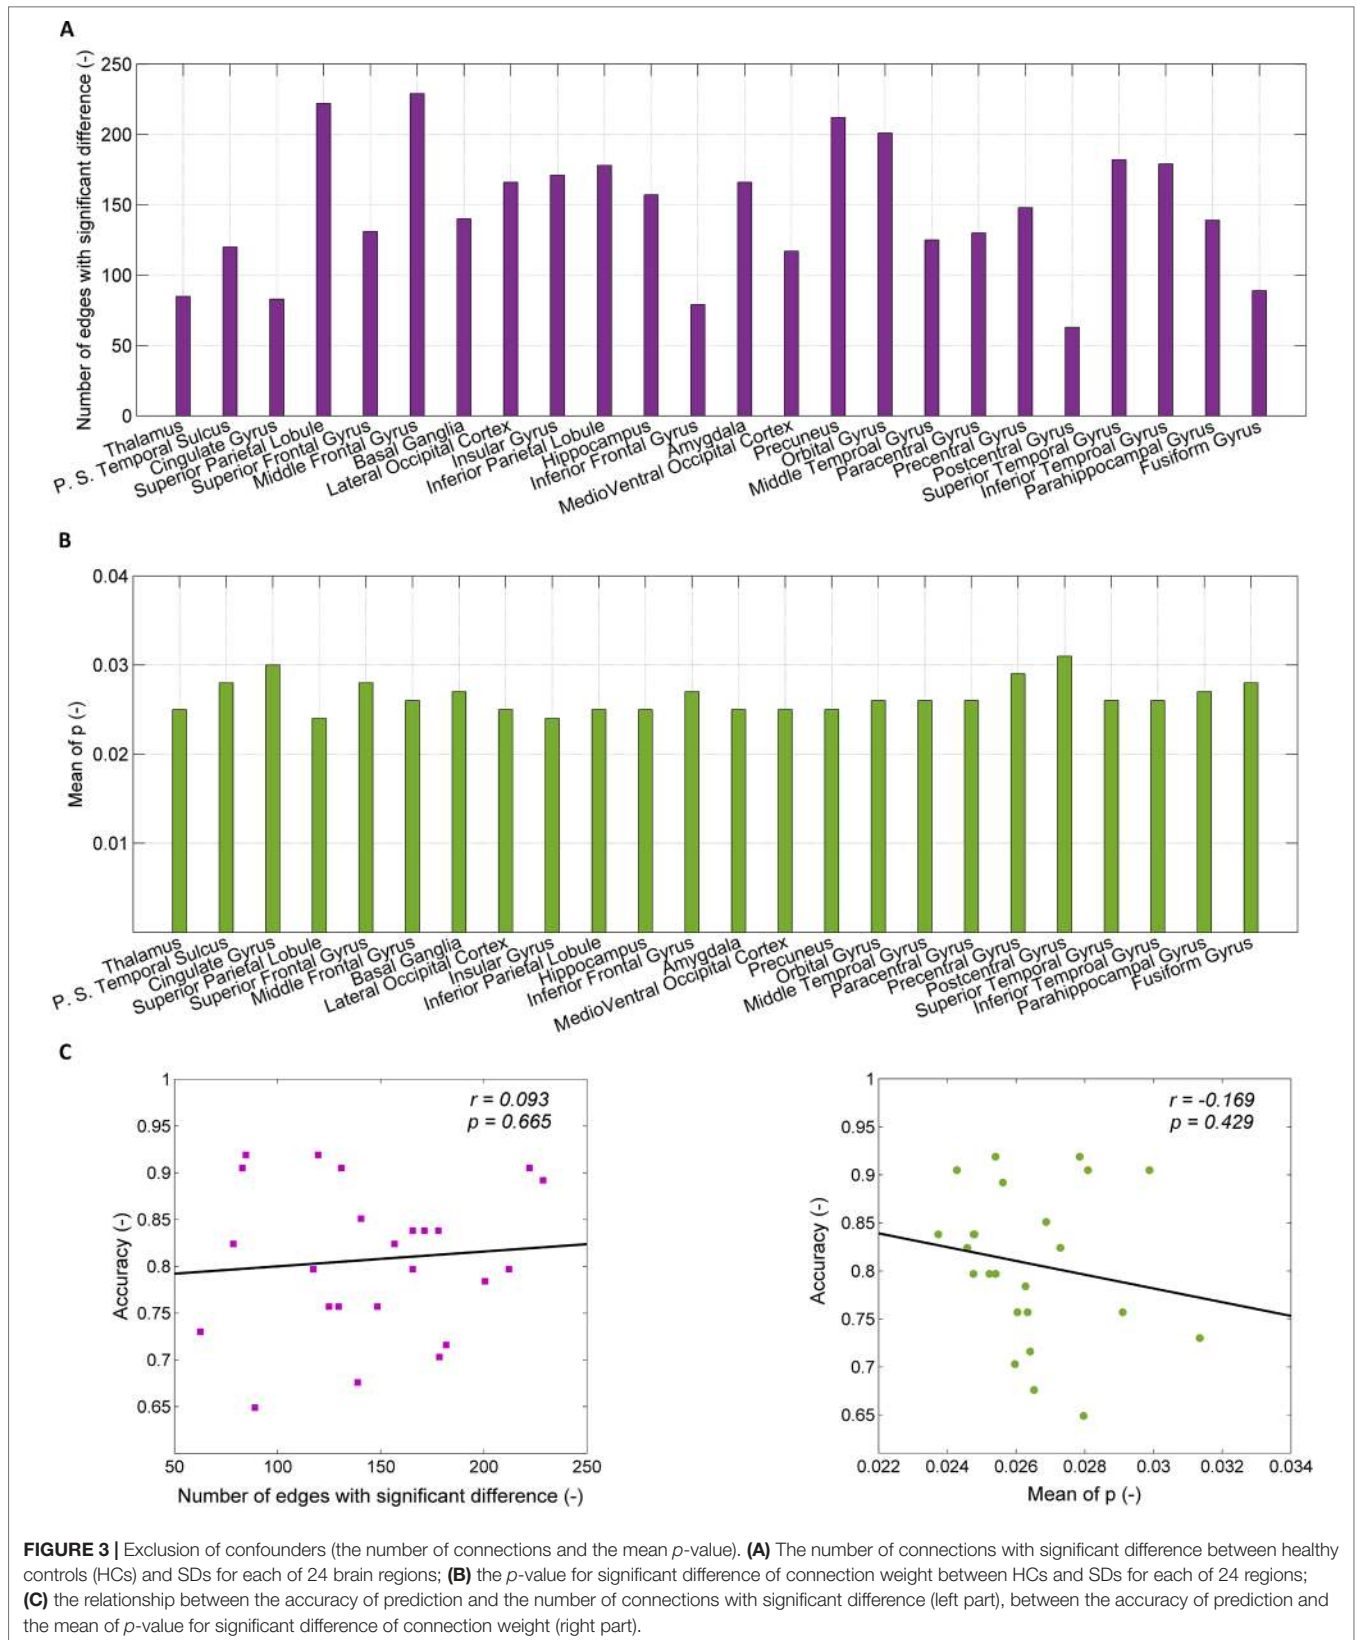 A
Number of edges with significant difference (-)
250
200
150
100
50
0
Thalamus
P. S. Temporal Sulcus
Cingulate Gyrus
Superior Parietal Lobule
Superior Frontal Gyrus
Middle Frontal Gyrus
Basal Ganglia
Lateral Occipital Cortex
Insular Gyrus
Inferior Parietal Lobule
Hippocampus
Inferior Frontal Gyrus
Amygdala
MedioVentral Occipital Cortex
Precuneus
Orbital Gyrus
Middle Temproal Gyrus
Paracentral Gyrus
Precentral Gyrus
Postcentral Gyrus
Superior Temporal Gyrus
Inferior Temproal Gyrus
Parahippocampal Gyrus
Fusiform Gyrus
B
Mean of p (-)
0.04
0.03
0.02
0.01
Thalamus
P. S. Temporal Sulcus
Cingulate Gyrus
Superior Parietal Lobule
Superior Frontal Gyrus
Middle Frontal Gyrus
Basal Ganglia
Lateral Occipital Cortex
Insular Gyrus
Inferior Parietal Lobule
Hippocampus
Inferior Frontal Gyrus
Amygdala
MedioVentral Occipital Cortex
Precuneus
Orbital Gyrus
Middle Temproal Gyrus
Paracentral Gyrus
Precentral Gyrus
Postcentral Gyrus
Superior Temporal Gyrus
Inferior Temproal Gyrus
Parahippocampal Gyrus
Fusiform Gyrus
C
Accuracy (-)
1
0.95
0.9
0.85
0.8
0.75
0.7
0.65
r = 0.093
p = 0.665
50 100 150 200 250
Number of edges with significant difference (-)
Accuracy (-)
1
0.95
0.9
0.85
0.8
0.75
0.7
0.65
r = -0.169
p = 0.429
0.022 0.024 0.026 0.028 0.03 0.032 0.034
Mean of p (-)
FIGURE 3 | Exclusion of confounders (the number of connections and the mean p-value). (A) The number of connections with significant difference between healthy
controls (HCs) and SDs for each of 24 brain regions; (B) the p-value for significant difference of connection weight between HCs and SDs for each of 24 regions;
(C) the relationship between the accuracy of prediction and the number of connections with significant difference (left part), between the accuracy of prediction and
the mean of p-value for significant difference of connection weight (right part).